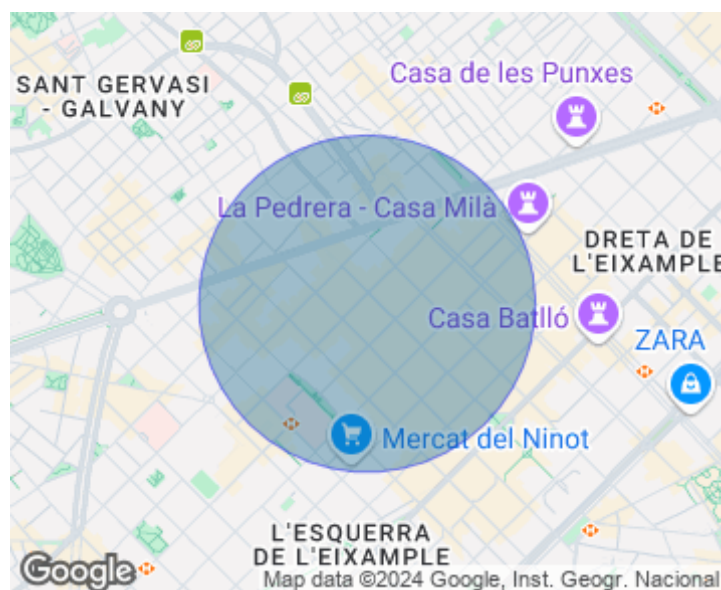 Casa de les Punxes
SANT GERVASI
- GALVANY
La Pedrera - Casa Milà
DRETA DE
L'EIXAMPLE
Casa Batlló
ZARA
Mercat del Ninot
L'ESQUERRA
DE L'EIXAMPLE
Google
Map data ©2024 Google, Inst. Geogr. Nacional